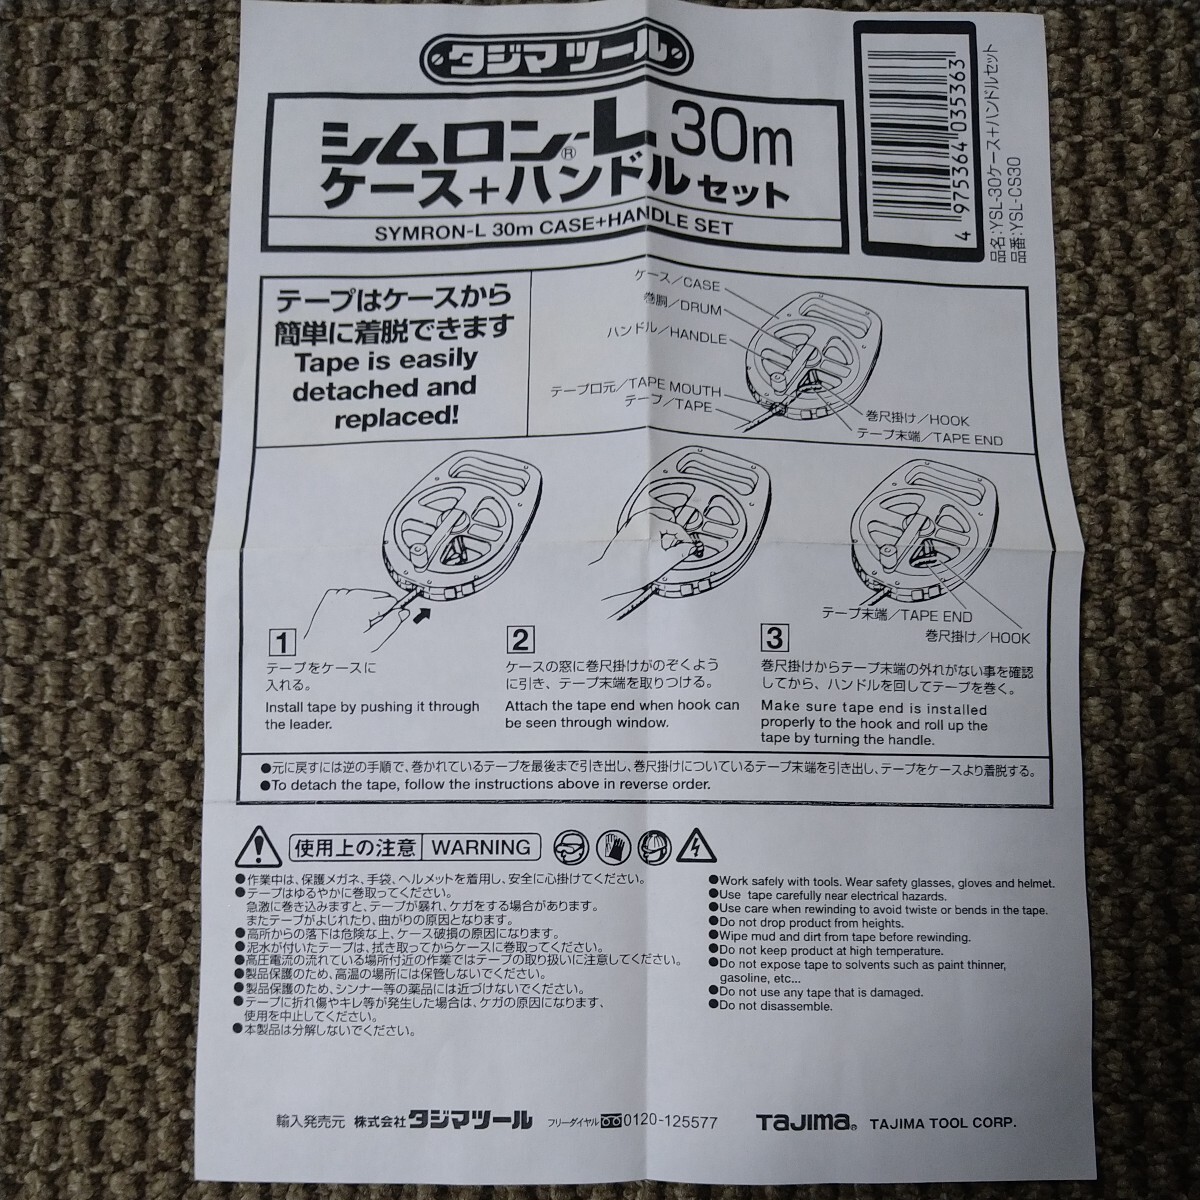 タジマツール
シムロン®-L 30m
ケース+ハンドルセット
SYMRON-L 30m CASE+HANDLE SET
4 975364 035363
品名:YSL-30ケース+ハンドルセット
品番:YSL-CS30
テープはケースから
簡単に着脱できます
Tape is easily
detached and
replaced!
ケース/CASE
巻胴/DRUM
ハンドル/HANDLE
テープ口元/TAPE MOUTH
テープ/TAPE
巻尺掛け/HOOK
テープ末端/TAPE END
1
テープをケースに
入れる。
Install tape by pushing it through
the leader.
2
ケースの窓に巻尺掛けがのぞくよう
に引き、テープ末端を取りつける。
Attach the tape end when hook can
be seen through window.
テープ末端/TAPE END
巻尺掛け/HOOK
3
巻尺掛けからテープ末端の外れがない事を確認
してから、ハンドルを回してテープを巻く。
Make sure tape end is installed
properly to the hook and roll up the
tape by turning the handle.
●元に戻すには逆の手順で、巻かれているテープを最後まで引き出し、巻尺掛けについているテープ末端を引き出し、テープをケースより着脱する。
●To detach the tape, follow the instructions above in reverse order.
使用上の注意 WARNING
●作業中は、保護メガネ、手袋、ヘルメットを着用し、安全に心掛けてください。
●テープはゆるやかに巻取ってください。
急激に巻き込みますと、テープが暴れ、ケガをする場合があります。
またテープがよじれたり、曲がりの原因となります。
●高所からの落下は危険な上、ケース破損の原因になります。
●泥水が付いたテープは、拭き取ってからケースに巻取ってください。
●高圧電流の流れている場所付近の作業ではテープの取り扱いに注意してください。
●製品保護のため、高温の場所には保管しないでください。
●製品保護のため、シンナー等の薬品には近づけないでください。
●テープに折れ傷やキレ等が発生した場合は、ケガの原因になります、
使用を中止してください。
●本製品は分解しないでください。
●Work safely with tools. Wear safety glasses, gloves and helmet.
●Use tape carefully near electrical hazards.
●Use care when rewinding to avoid twiste or bends in the tape.
●Do not drop product from heights.
●Wipe mud and dirt from tape before rewinding.
●Do not keep product at high temperature.
●Do not expose tape to solvents such as paint thinner,
gasoline, etc...
●Do not use any tape that is damaged.
●Do not disassemble.
輸入発売元 株式会社タジマツール フリーダイヤル 0120-125577
TAJIMA® TAJIMA TOOL CORP.